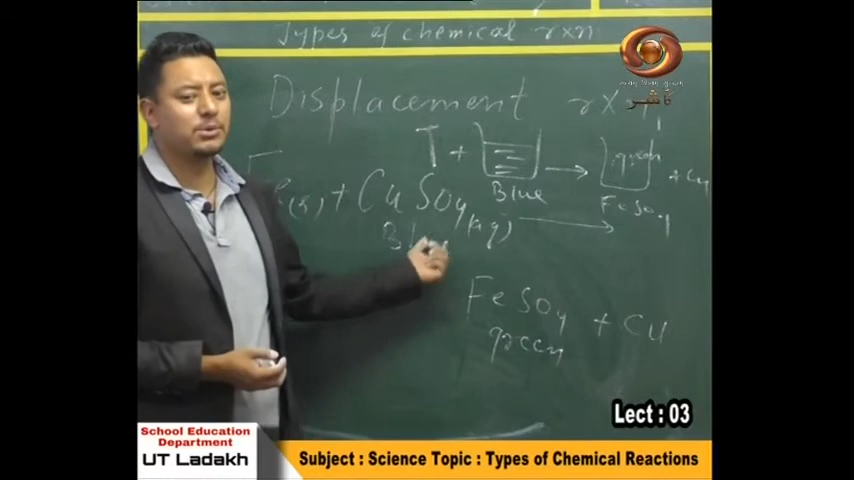 Types of chemical rxn
Displacement rxn
T + → + Cu
green
Blue
FeSO4
Fe(s) + CuSO4(aq) →
Blue
FeSO4 + Cu
green
کاشر
Lect : 03
School Education
Department
UT Ladakh
Subject : Science Topic : Types of Chemical Reactions